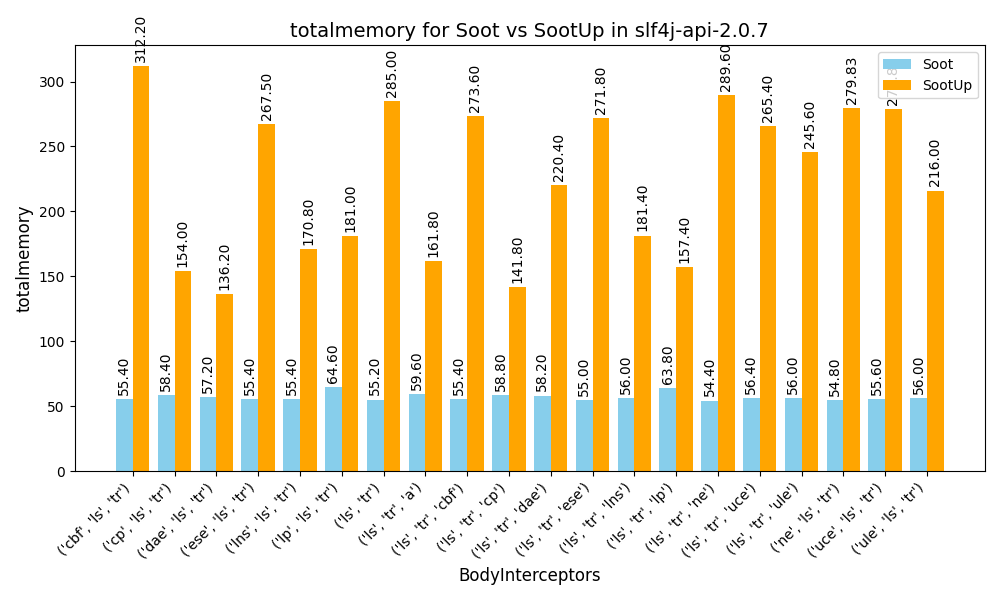 totalmemory for Soot vs SootUp in slf4j-api-2.0.7
Soot
SootUp
totalmemory
0
50
100
150
200
250
300
55.40
312.20
58.40
154.00
57.20
136.20
55.40
267.50
55.40
170.80
64.60
181.00
55.20
285.00
59.60
161.80
55.40
273.60
58.80
141.80
58.20
220.40
55.00
271.80
56.00
181.40
63.80
157.40
54.40
289.60
56.40
265.40
56.00
245.60
54.80
279.83
55.60
56.00
216.00
('cbf', 'ls', 'tr')
('cp', 'ls', 'tr')
('dae', 'ls', 'tr')
('ese', 'ls', 'tr')
('lns', 'ls', 'tr')
('lp', 'ls', 'tr')
('ls', 'tr')
('ls', 'tr', 'a')
('ls', 'tr', 'cbf')
('ls', 'tr', 'cp')
('ls', 'tr', 'dae')
('ls', 'tr', 'ese')
('ls', 'tr', 'lns')
('ls', 'tr', 'lp')
('ls', 'tr', 'ne')
('ls', 'tr', 'uce')
('ls', 'tr', 'ule')
('ne', 'ls', 'tr')
('uce', 'ls', 'tr')
('ule', 'ls', 'tr')
BodyInterceptors